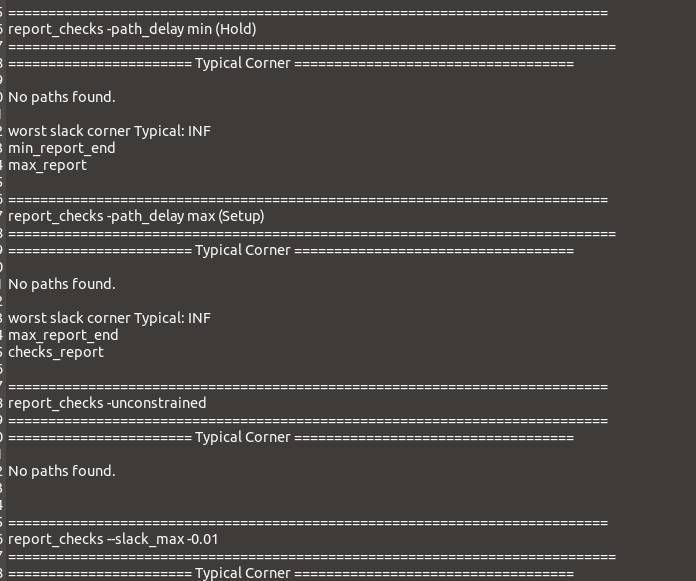 ===========================================================================
report_checks -path_delay min (Hold)
============================================================================
======================= Typical Corner ===================================
No paths found.
worst slack corner Typical: INF
min_report_end
max_report
===========================================================================
report_checks -path_delay max (Setup)
============================================================================
======================= Typical Corner ===================================
No paths found.
worst slack corner Typical: INF
max_report_end
checks_report
===========================================================================
report_checks -unconstrained
===========================================================================
======================= Typical Corner ===================================
No paths found.
===========================================================================
report_checks --slack_max -0.01
============================================================================
======================= Typical Corner ===================================